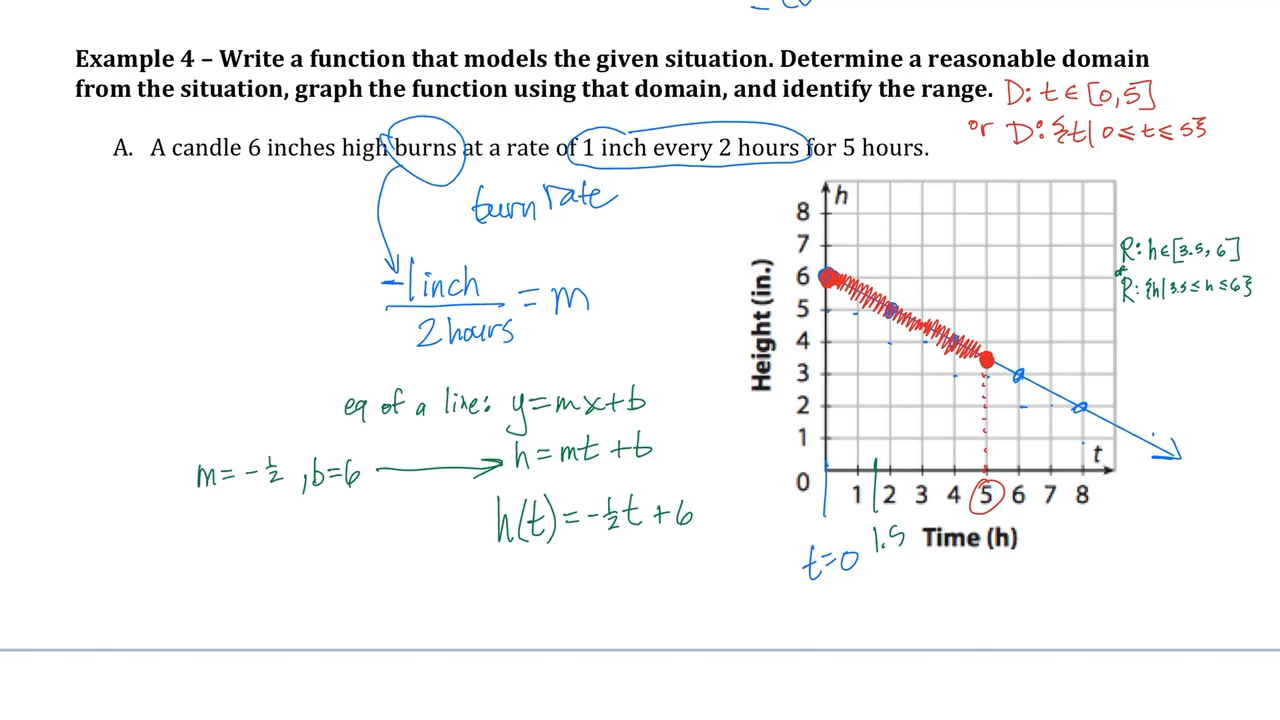 Example 4 – Write a function that models the given situation. Determine a reasonable domain
from the situation, graph the function using that domain, and identify the range.
D: t ∈ [0,5]
or D: {t| 0 ≤ t ≤ 5}
A. A candle 6 inches high burns at a rate of 1 inch every 2 hours for 5 hours.
burn rate
-1 inch
2 hours
= m
eq of a line: y=mx+b
m = -½, b=6
h = mt + b
h(t) = -½t + 6
h
8
7
6
5
4
3
2
1
0
Height (in.)
R: h∈[3.5, 6]
or
R: {h| 3.5 ≤ h ≤ 6}
t
1 2 3 4 5 6 7 8
1.5
Time (h)
t=0